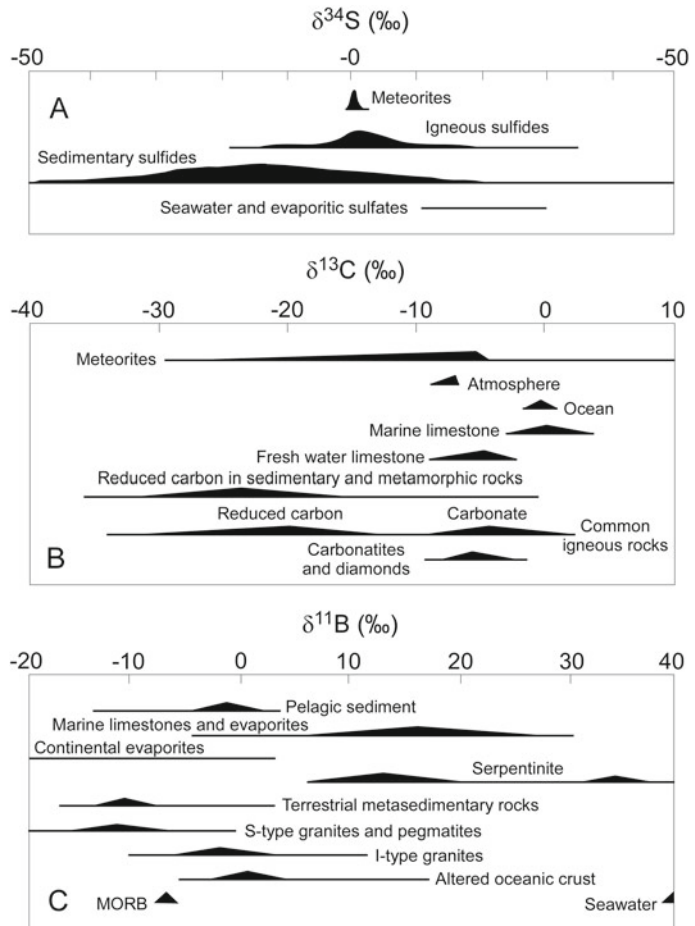 δ34S (‰)
-50 -0 -50
A
Meteorites
Igneous sulfides
Sedimentary sulfides
Seawater and evaporitic sulfates
δ13C (‰)
-40 -30 -20 -10 0 10
Meteorites
Atmosphere
Ocean
Marine limestone
Fresh water limestone
Reduced carbon in sedimentary and metamorphic rocks
Reduced carbon Carbonate
Common
igneous rocks
Carbonatites
and diamonds
B
δ11B (‰)
-20 -10 0 10 20 30 40
Pelagic sediment
Marine limestones and evaporites
Continental evaporites
Serpentinite
Terrestrial metasedimentary rocks
S-type granites and pegmatites
I-type granites
Altered oceanic crust
C
MORB
Seawater